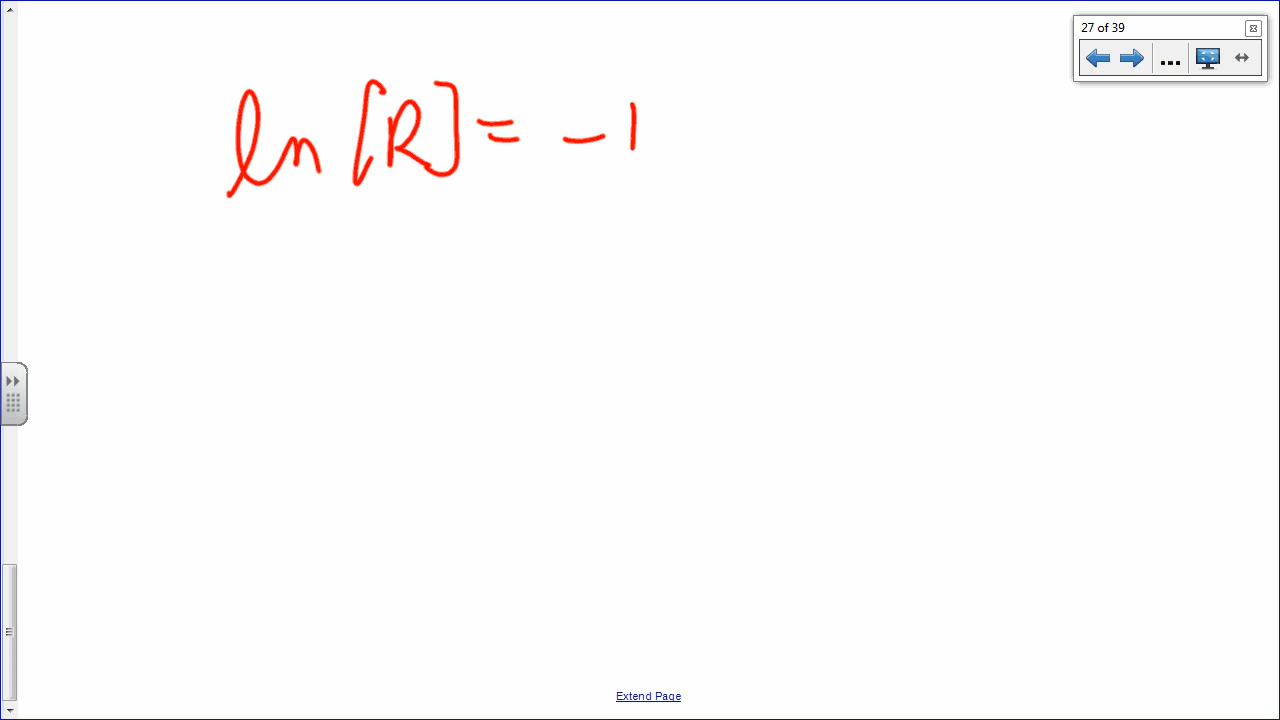 27 of 39
ln [R] = - 1
Extend Page